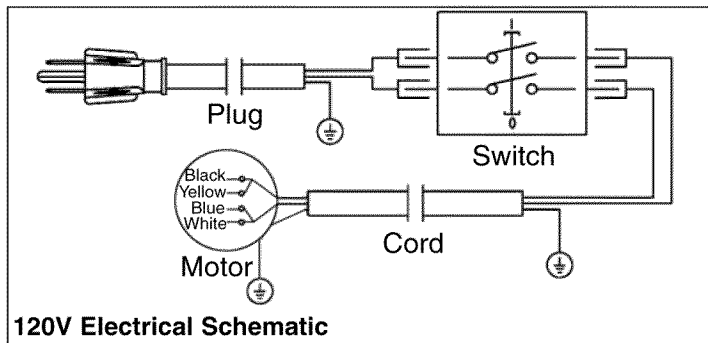 Plug
Switch
Black
Yellow
Blue
White
Motor
Cord
120V Electrical Schematic